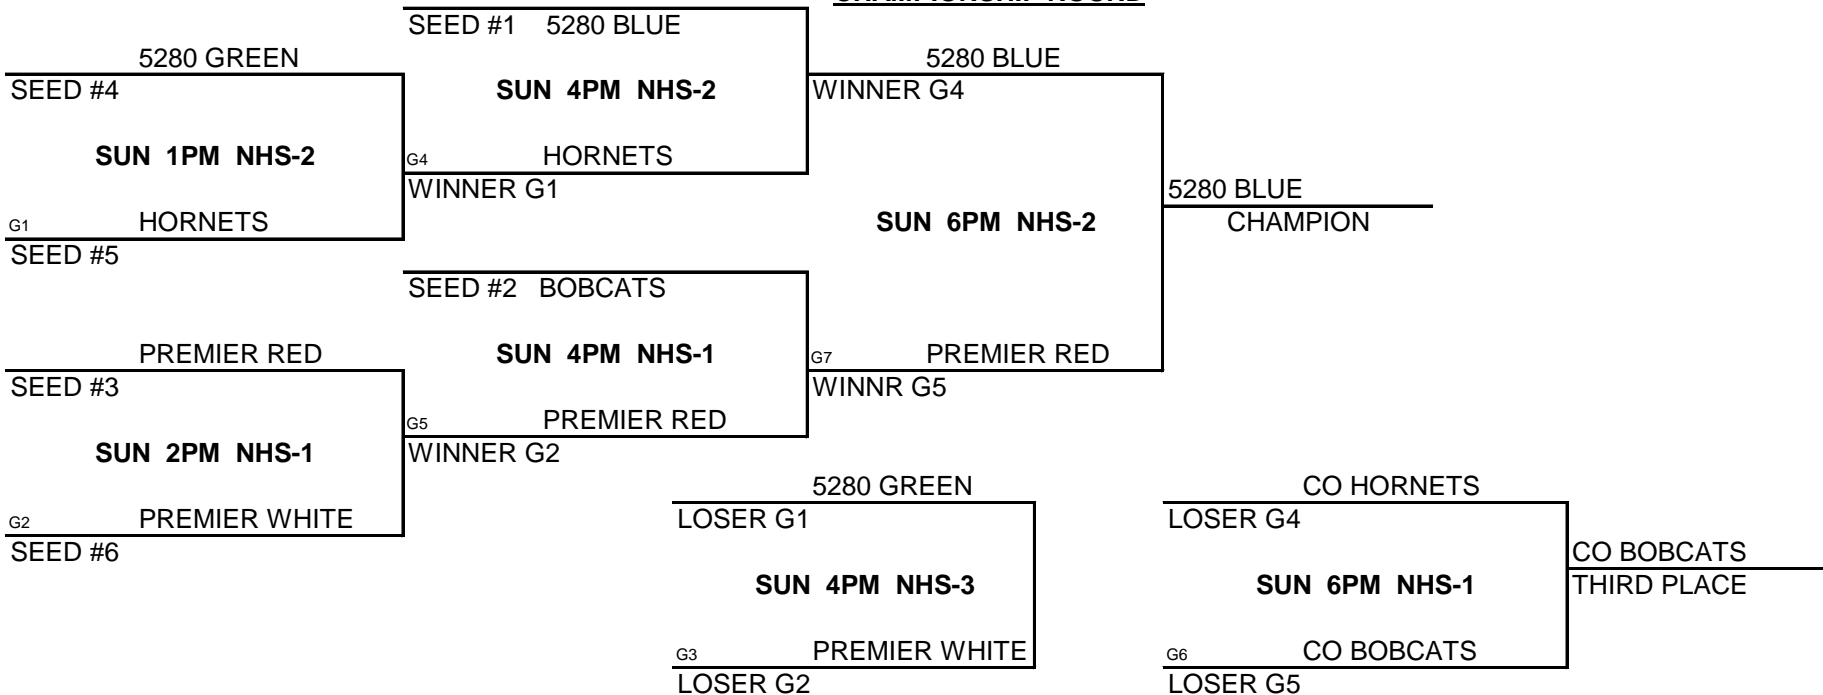 CHAMPIONSHIP ROUND
SEED #1 5280 BLUE
5280 GREEN
5280 BLUE
SEED #4
SUN 4PM NHS-2
WINNER G4
SUN 1PM NHS-2
G4 HORNETS
WINNER G1
5280 BLUE
G1 HORNETS
SUN 6PM NHS-2
CHAMPION
SEED #5
SEED #2 BOBCATS
PREMIER RED
SUN 4PM NHS-1
G7 PREMIER RED
SEED #3
WINNR G5
G5 PREMIER RED
SUN 2PM NHS-1
WINNER G2
5280 GREEN
CO HORNETS
G2 PREMIER WHITE
LOSER G1
LOSER G4
SEED #6
CO BOBCATS
SUN 4PM NHS-3
SUN 6PM NHS-1
THIRD PLACE
G3 PREMIER WHITE
G6 CO BOBCATS
LOSER G2
LOSER G5